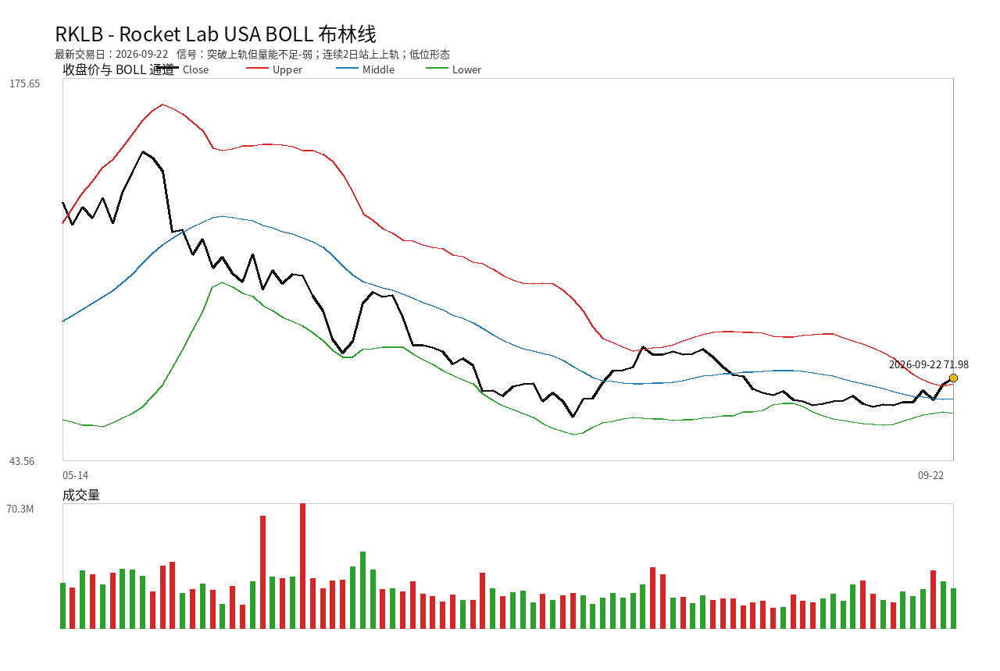 RKLB - Rocket Lab USA BOLL 布林线
最新交易日：2026-09-22 信号：突破上轨但量能不足-弱；连续2日站上上轨；低位形态
收盘价与 BOLL 通道 Close Upper Middle Lower
175.65
2026-09-22 71.98
43.56
05-14 09-22
成交量
70.3M